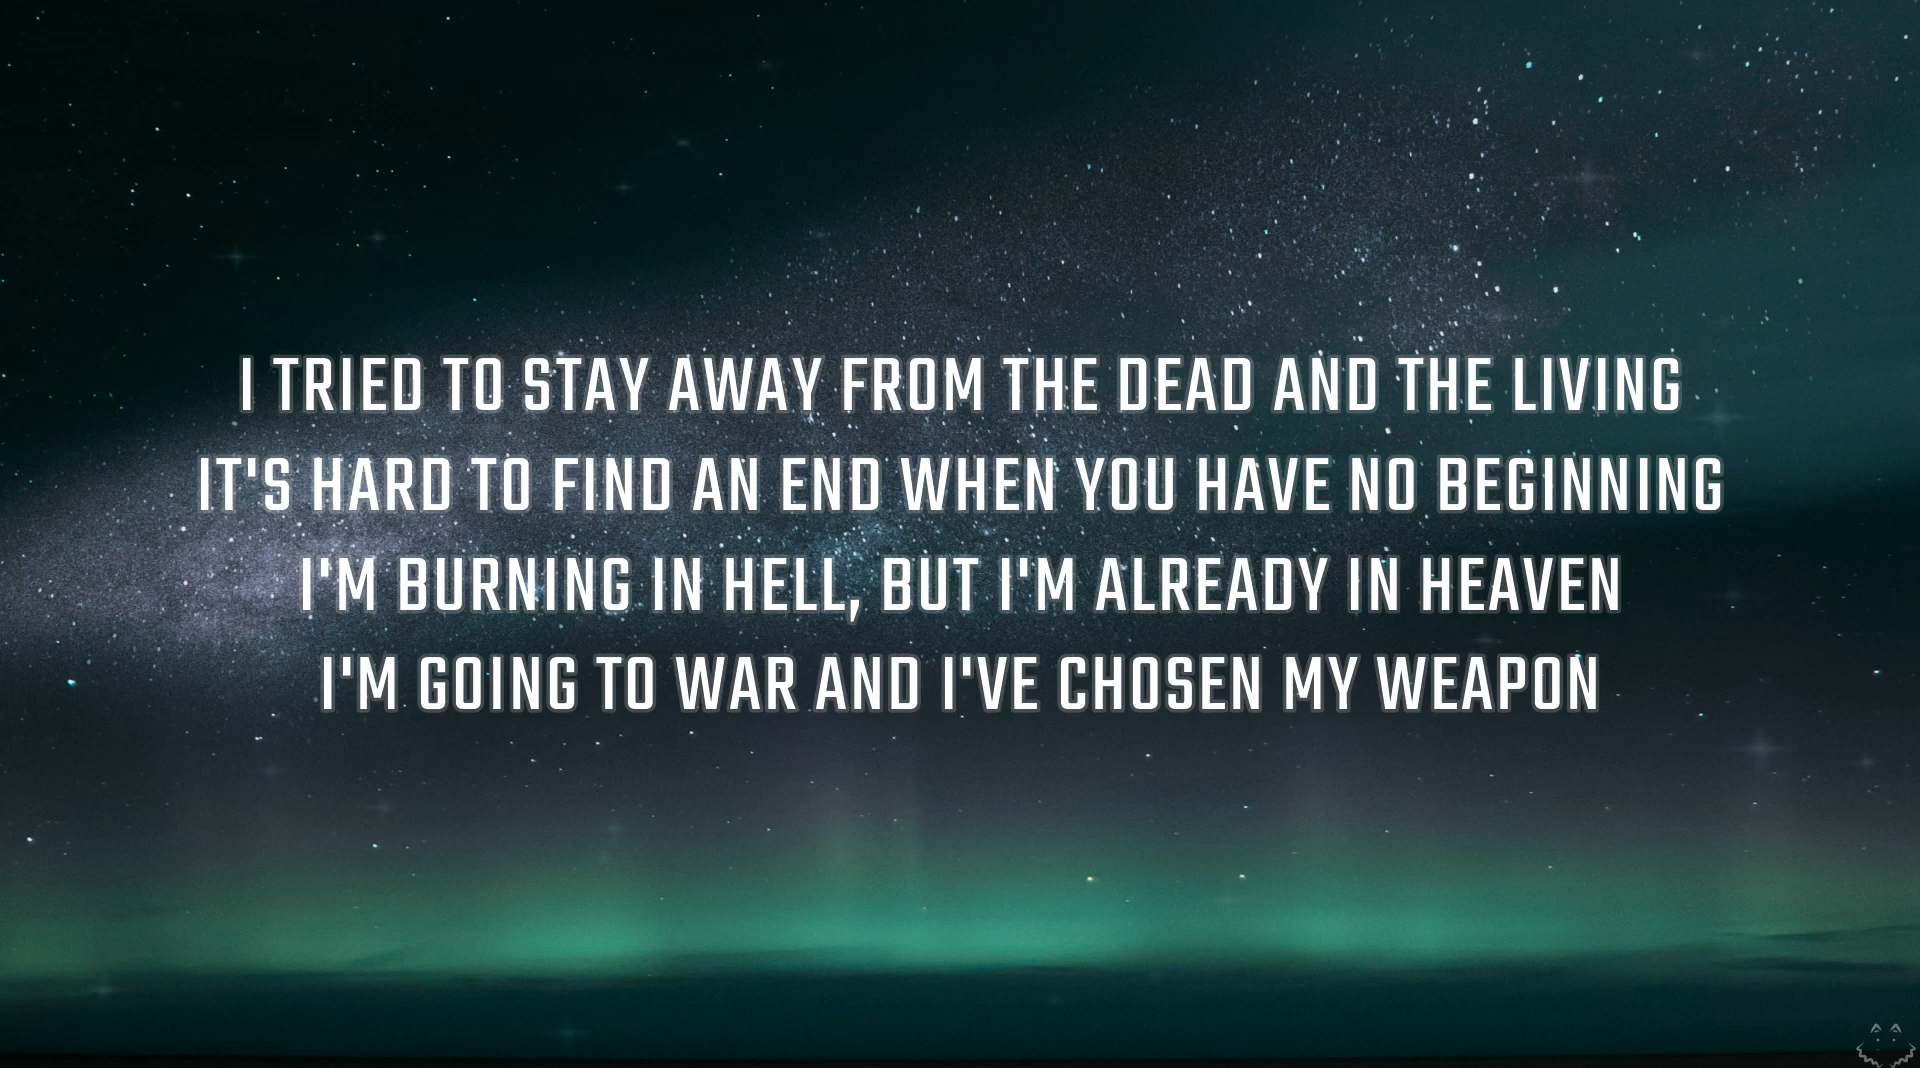 I TRIED TO STAY AWAY FROM THE DEAD AND THE LIVING
IT'S HARD TO FIND AN END WHEN YOU HAVE NO BEGINNING
I'M BURNING IN HELL, BUT I'M ALREADY IN HEAVEN
I'M GOING TO WAR AND I'VE CHOSEN MY WEAPON